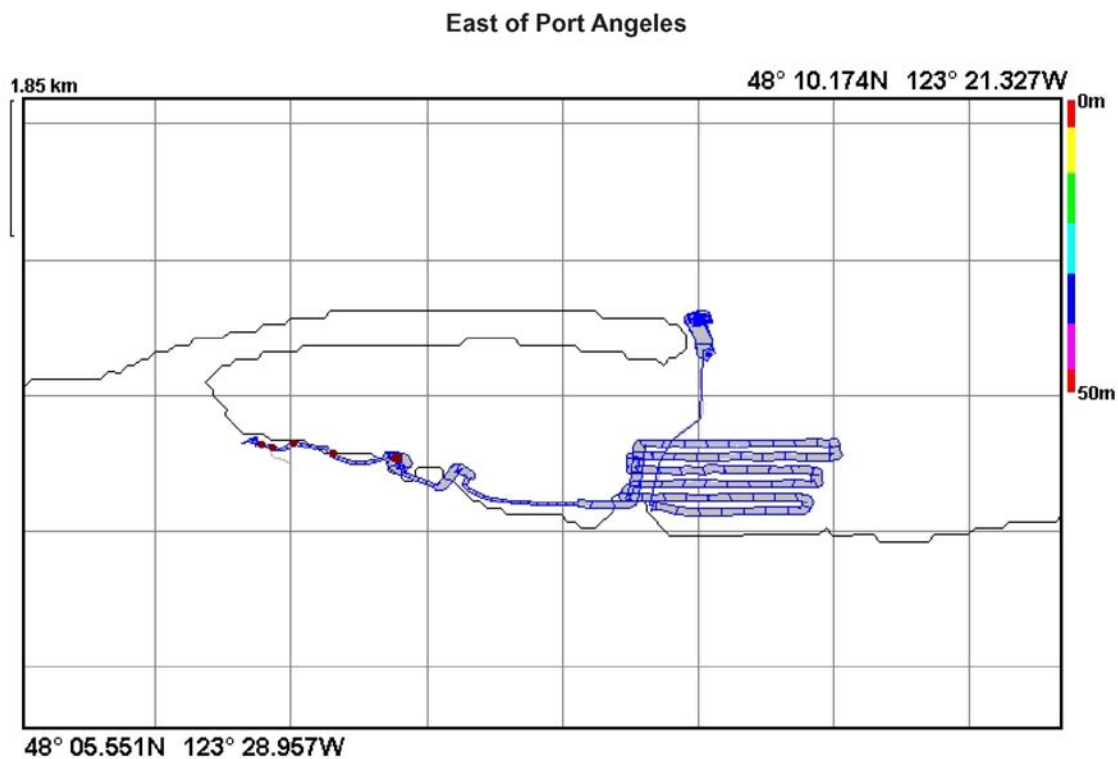 East of Port Angeles
1.85 km
48° 10.174N 123° 21.327W
0m
50m
48° 05.551N 123° 28.957W